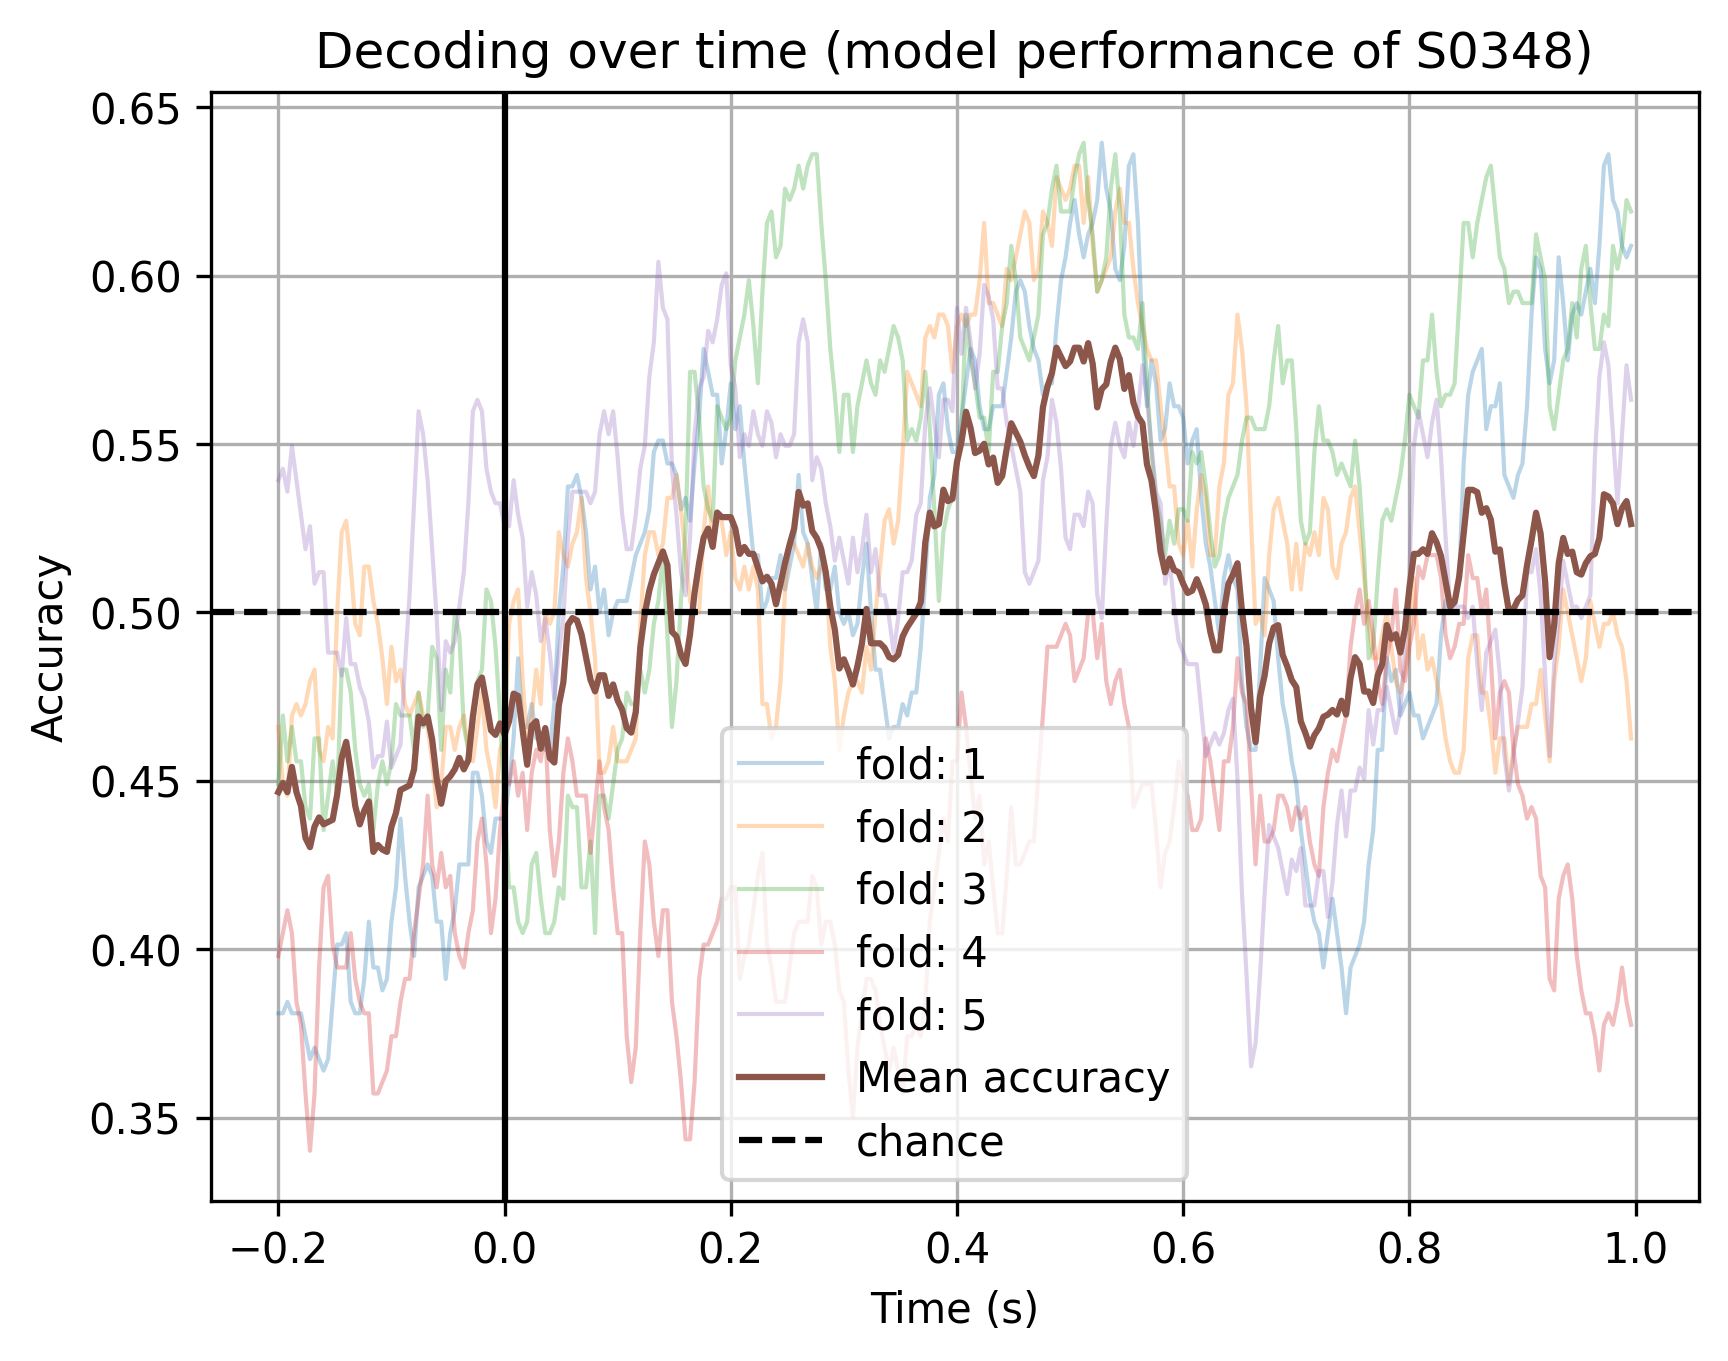 Decoding over time (model performance of S0348)
0.65
0.60
0.55
0.50
0.45
0.40
0.35
Accuracy
fold: 1
fold: 2
fold: 3
fold: 4
fold: 5
Mean accuracy
chance
−0.2 0.0 0.2 0.4 0.6 0.8 1.0
Time (s)